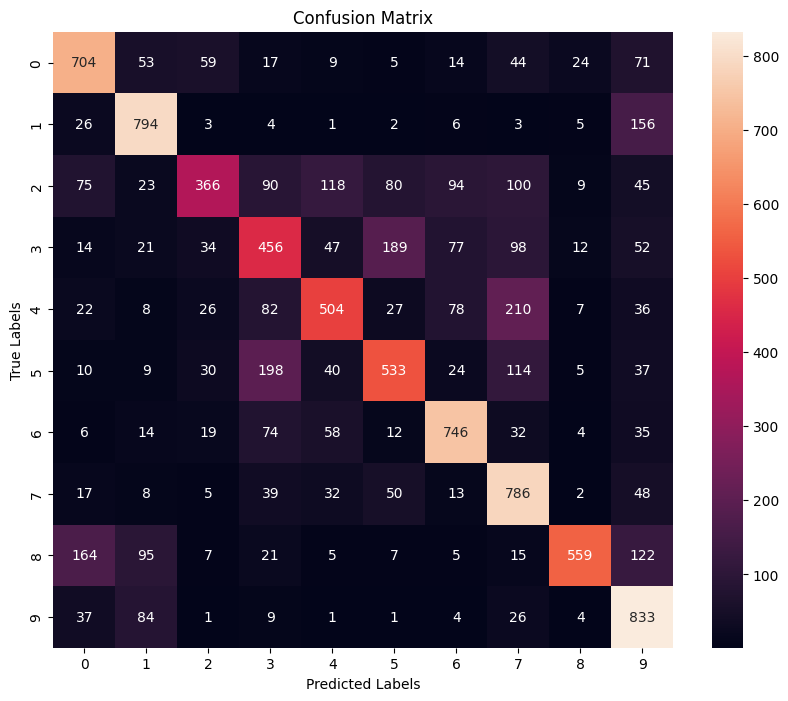 Confusion Matrix
True Labels
0 704 53 59 17 9 5 14 44 24 71
1 26 794 3 4 1 2 6 3 5 156
2 75 23 366 90 118 80 94 100 9 45
3 14 21 34 456 47 189 77 98 12 52
4 22 8 26 82 504 27 78 210 7 36
5 10 9 30 198 40 533 24 114 5 37
6 6 14 19 74 58 12 746 32 4 35
7 17 8 5 39 32 50 13 786 2 48
8 164 95 7 21 5 7 5 15 559 122
9 37 84 1 9 1 1 4 26 4 833
0 1 2 3 4 5 6 7 8 9
Predicted Labels
800
700
600
500
400
300
200
100